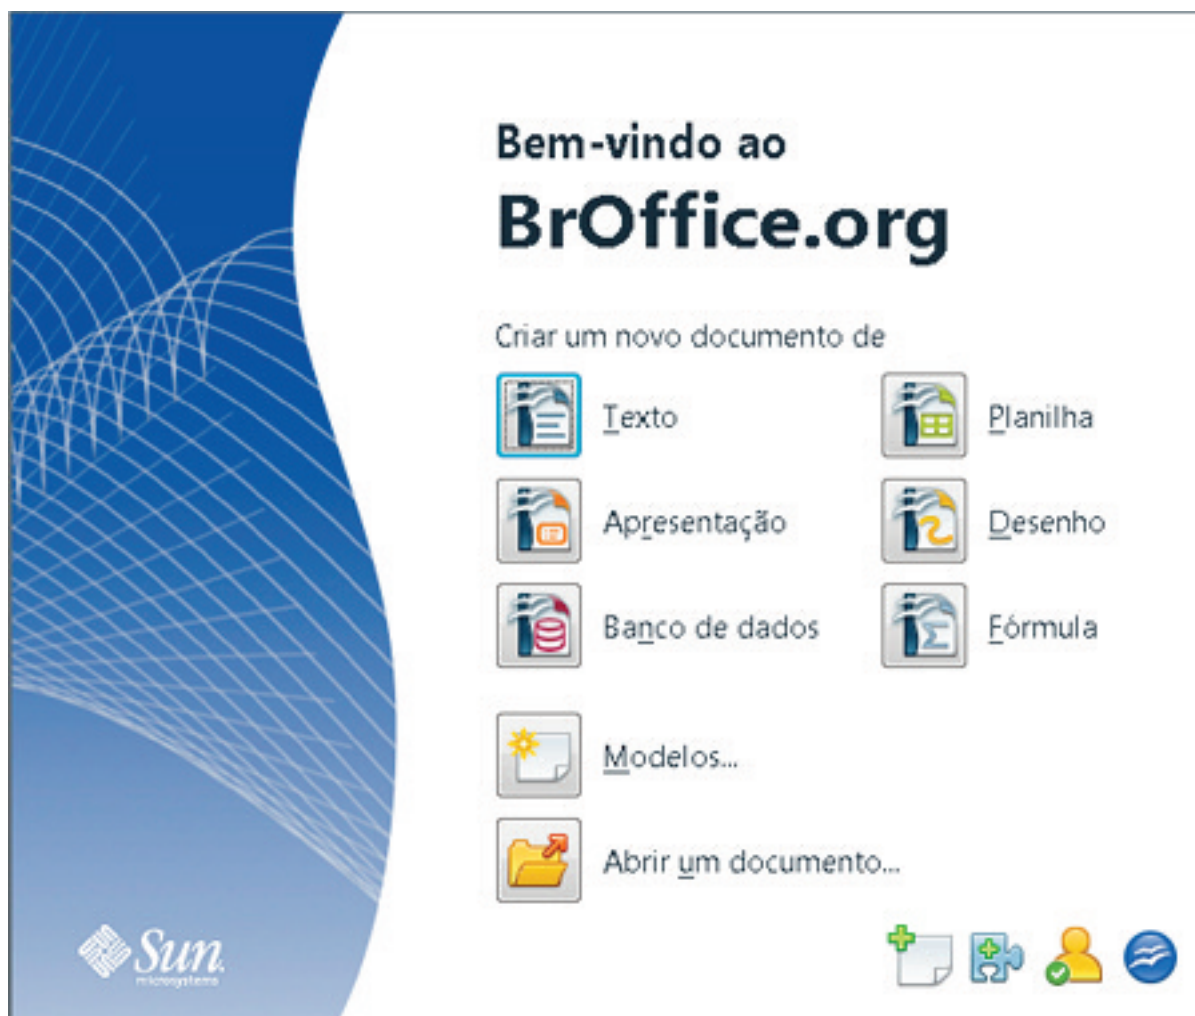 Bem-vindo ao
BrOffice.org
Criar um novo documento de
Texto
Planilha
Apresentação
Desenho
Banco de dados
Fórmula
Modelos...
Abrir um documento...
Sun
microsystems